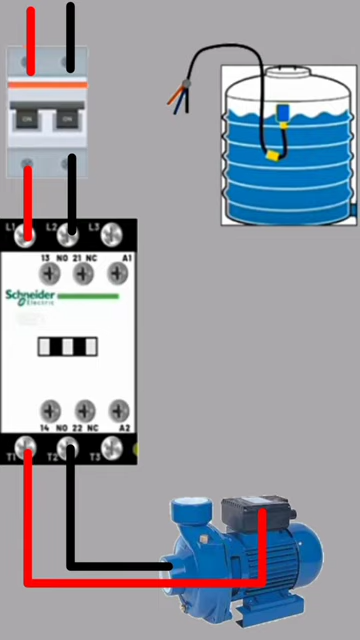 ON ON
L1 L2 L3
13 NO 21 NC A1
Schneider
Electric
14 NO 22 NC A2
T1 T2 T3